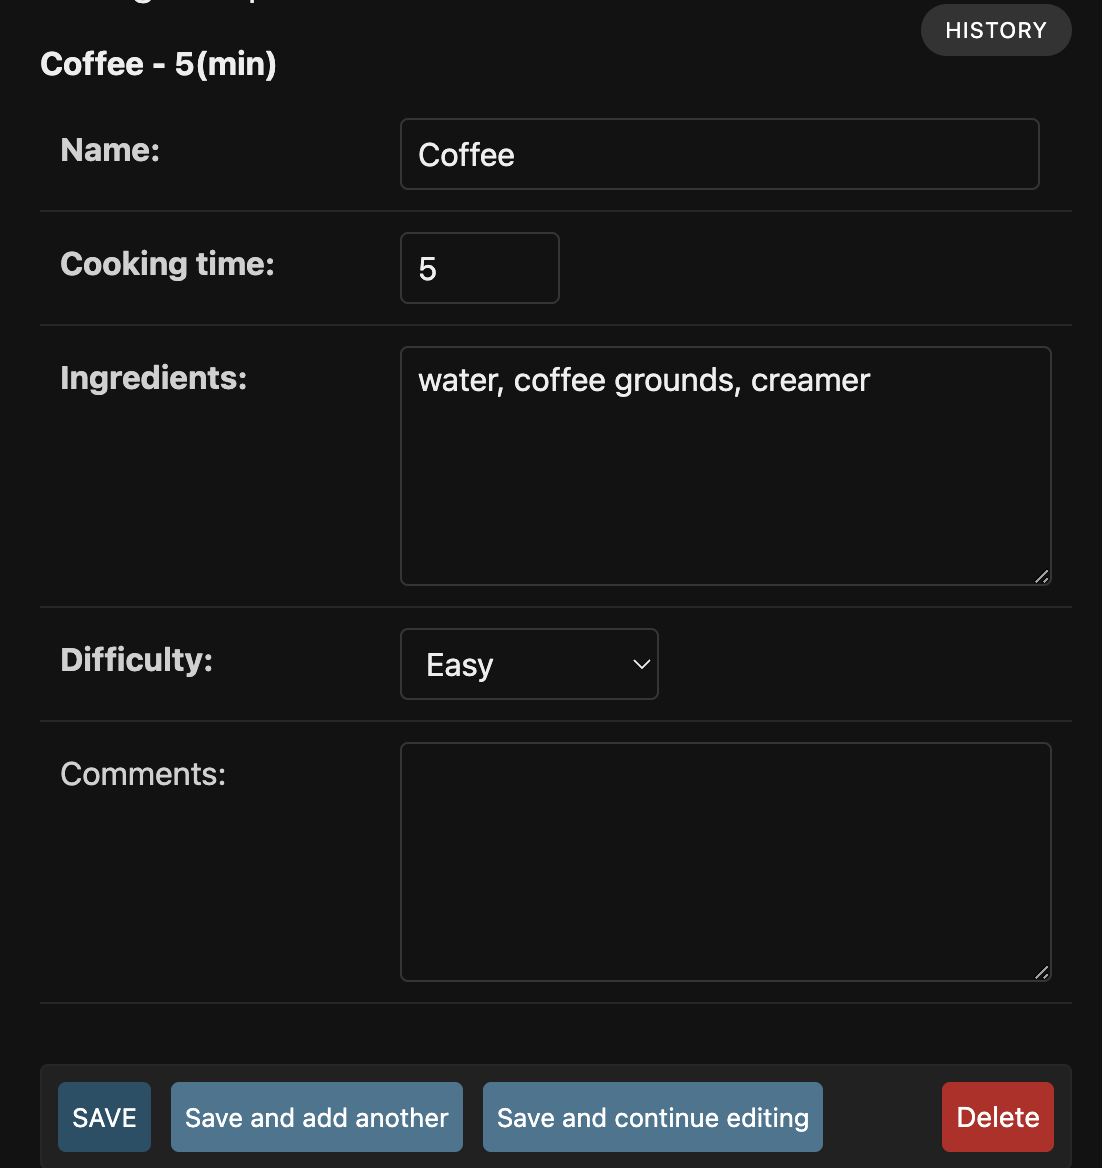 HISTORY
Coffee - 5(min)
Name:
Coffee
Cooking time:
5
Ingredients:
water, coffee grounds, creamer
Difficulty:
Easy
Comments:
SAVE
Save and add another
Save and continue editing
Delete